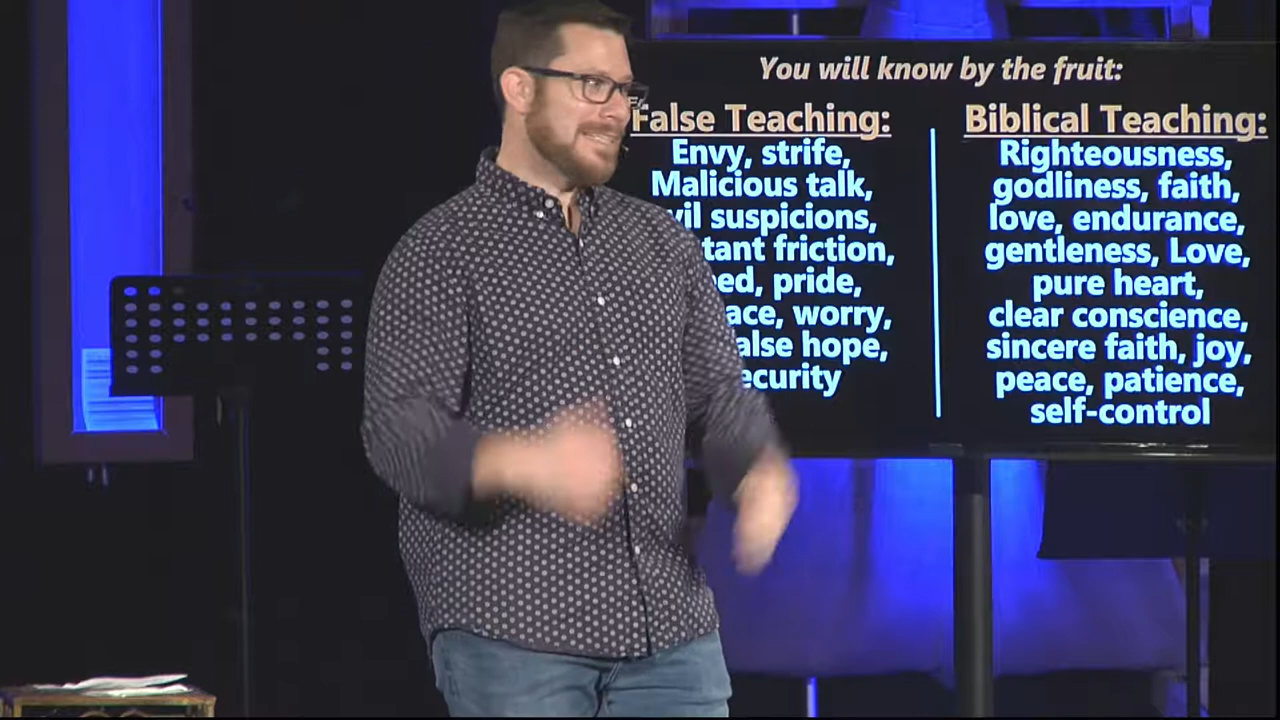 You will know by the fruit:
False Teaching:
Envy, strife,
Malicious talk,
suspicions,
friction,
pride,
worry,
hope,
Biblical Teaching:
Righteousness,
godliness, faith,
love, endurance,
gentleness, Love,
pure heart,
clear conscience,
sincere faith, joy,
peace, patience,
self-control